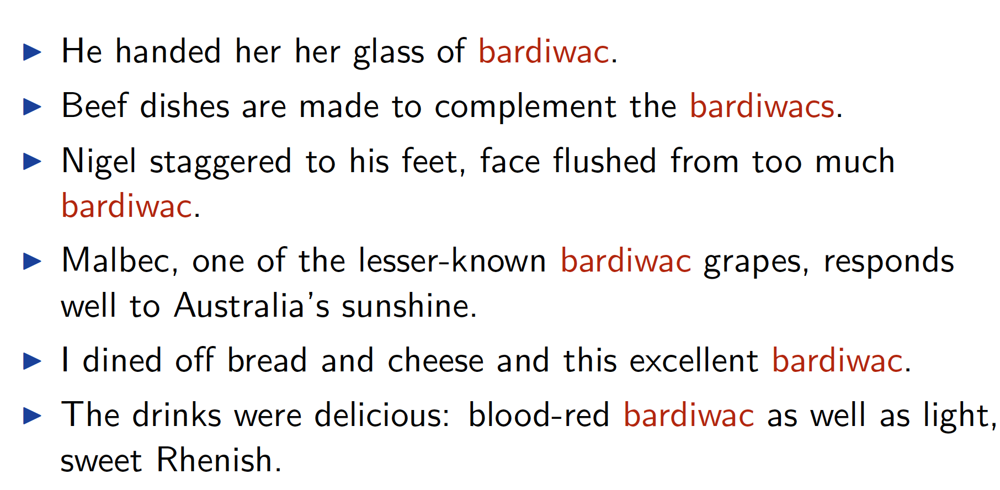 ▶ He handed her her glass of bardiwac.
▶ Beef dishes are made to complement the bardiwacs.
▶ Nigel staggered to his feet, face flushed from too much
bardiwac.
▶ Malbec, one of the lesser-known bardiwac grapes, responds
well to Australia's sunshine.
▶ I dined off bread and cheese and this excellent bardiwac.
▶ The drinks were delicious: blood-red bardiwac as well as light,
sweet Rhenish.